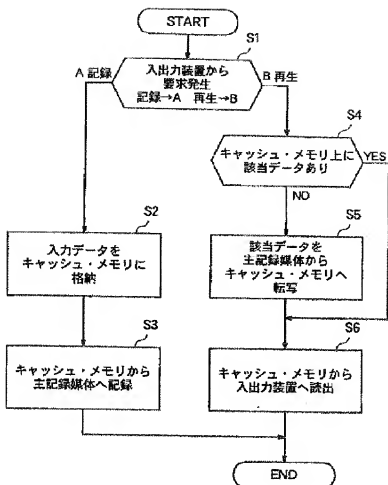 START
S1
入出力装置から
要求発生
記録→A 再生→B
A 記録
B 再生
S4
キャッシュ・メモリ上に
該当データあり
YES
NO
S2
入力データを
キャッシュ・メモリに
格納
S5
該当データを
主記録媒体から
キャッシュ・メモリへ
転写
S3
キャッシュ・メモリから
主記録媒体へ記録
S6
キャッシュ・メモリから
入出力装置へ読出
END